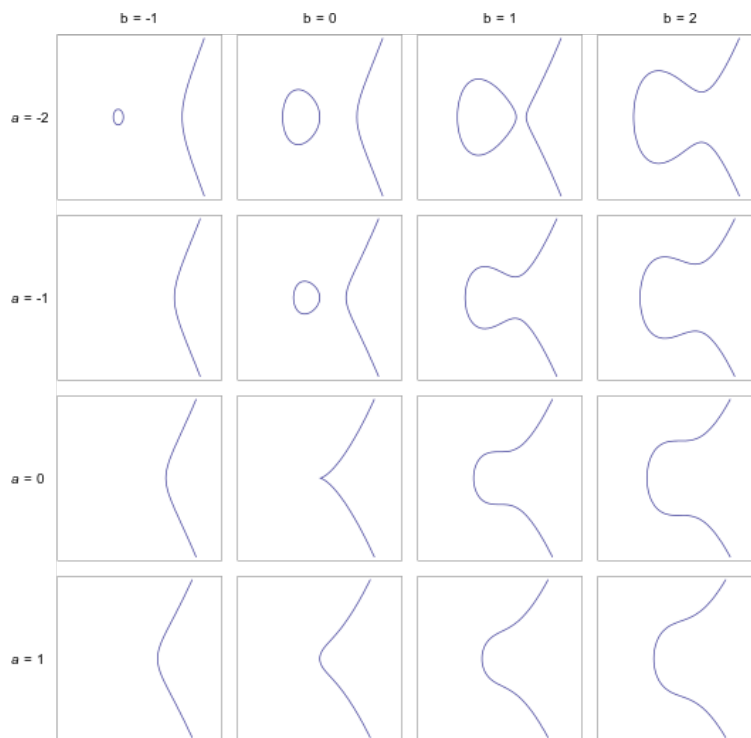 b = -1 b = 0 b = 1 b = 2
a = -2
a = -1
a = 0
a = 1